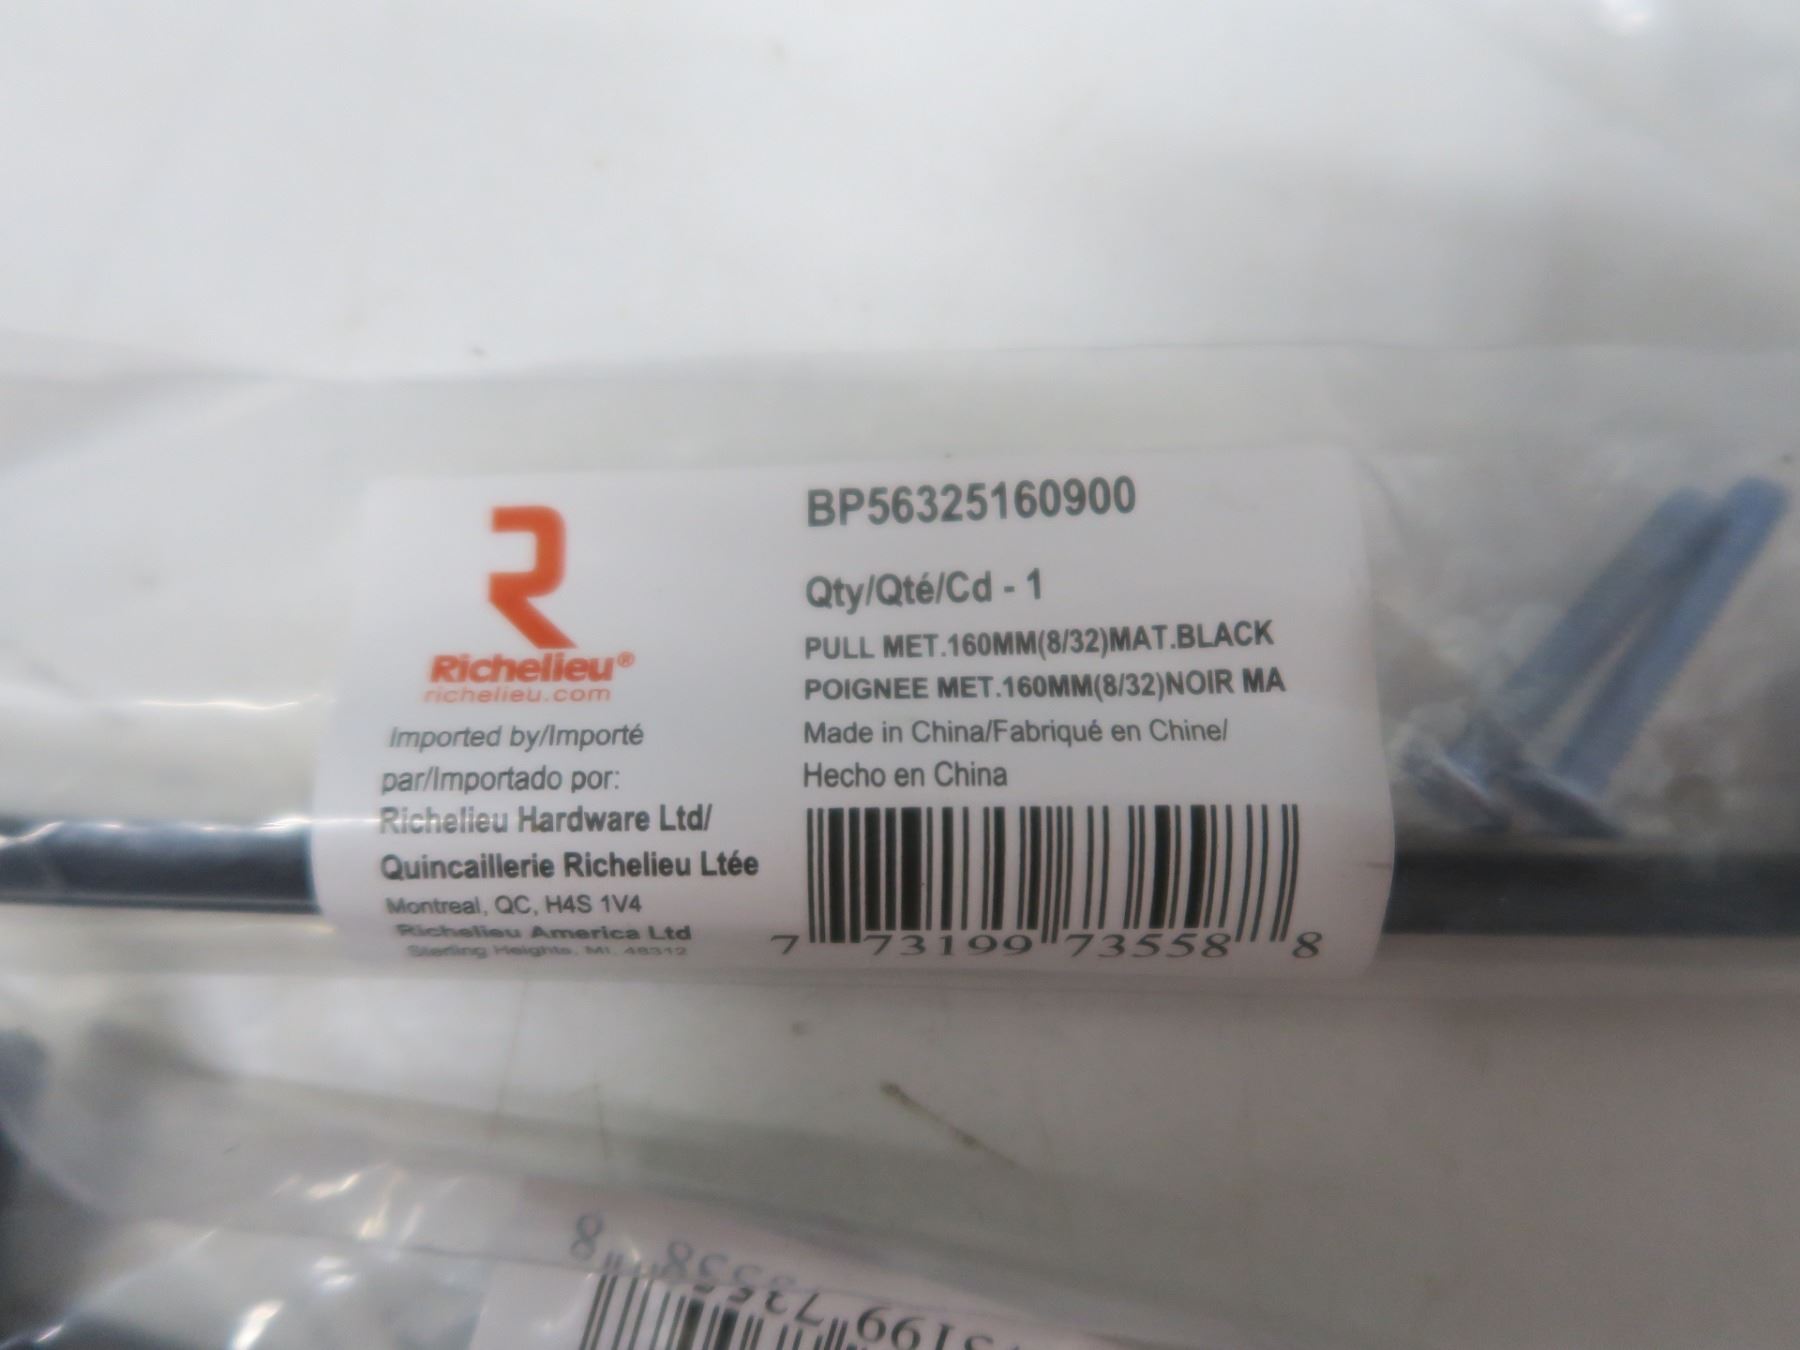 R
Richelieu®
richelieu.com
Imported by/Importé
par/Importado por:
Richelieu Hardware Ltd/
Quincaillerie Richelieu Ltée
Montreal, QC, H4S 1V4
Richelieu America Ltd
Sterling Heights, MI, 48312
BP56325160900
Qty/Qté/Cd - 1
PULL MET.160MM(8/32)MAT.BLACK
POIGNEE MET.160MM(8/32)NOIR MA
Made in China/Fabriqué en Chine/
Hecho en China
7 73199 73558 8
73199 73558 8